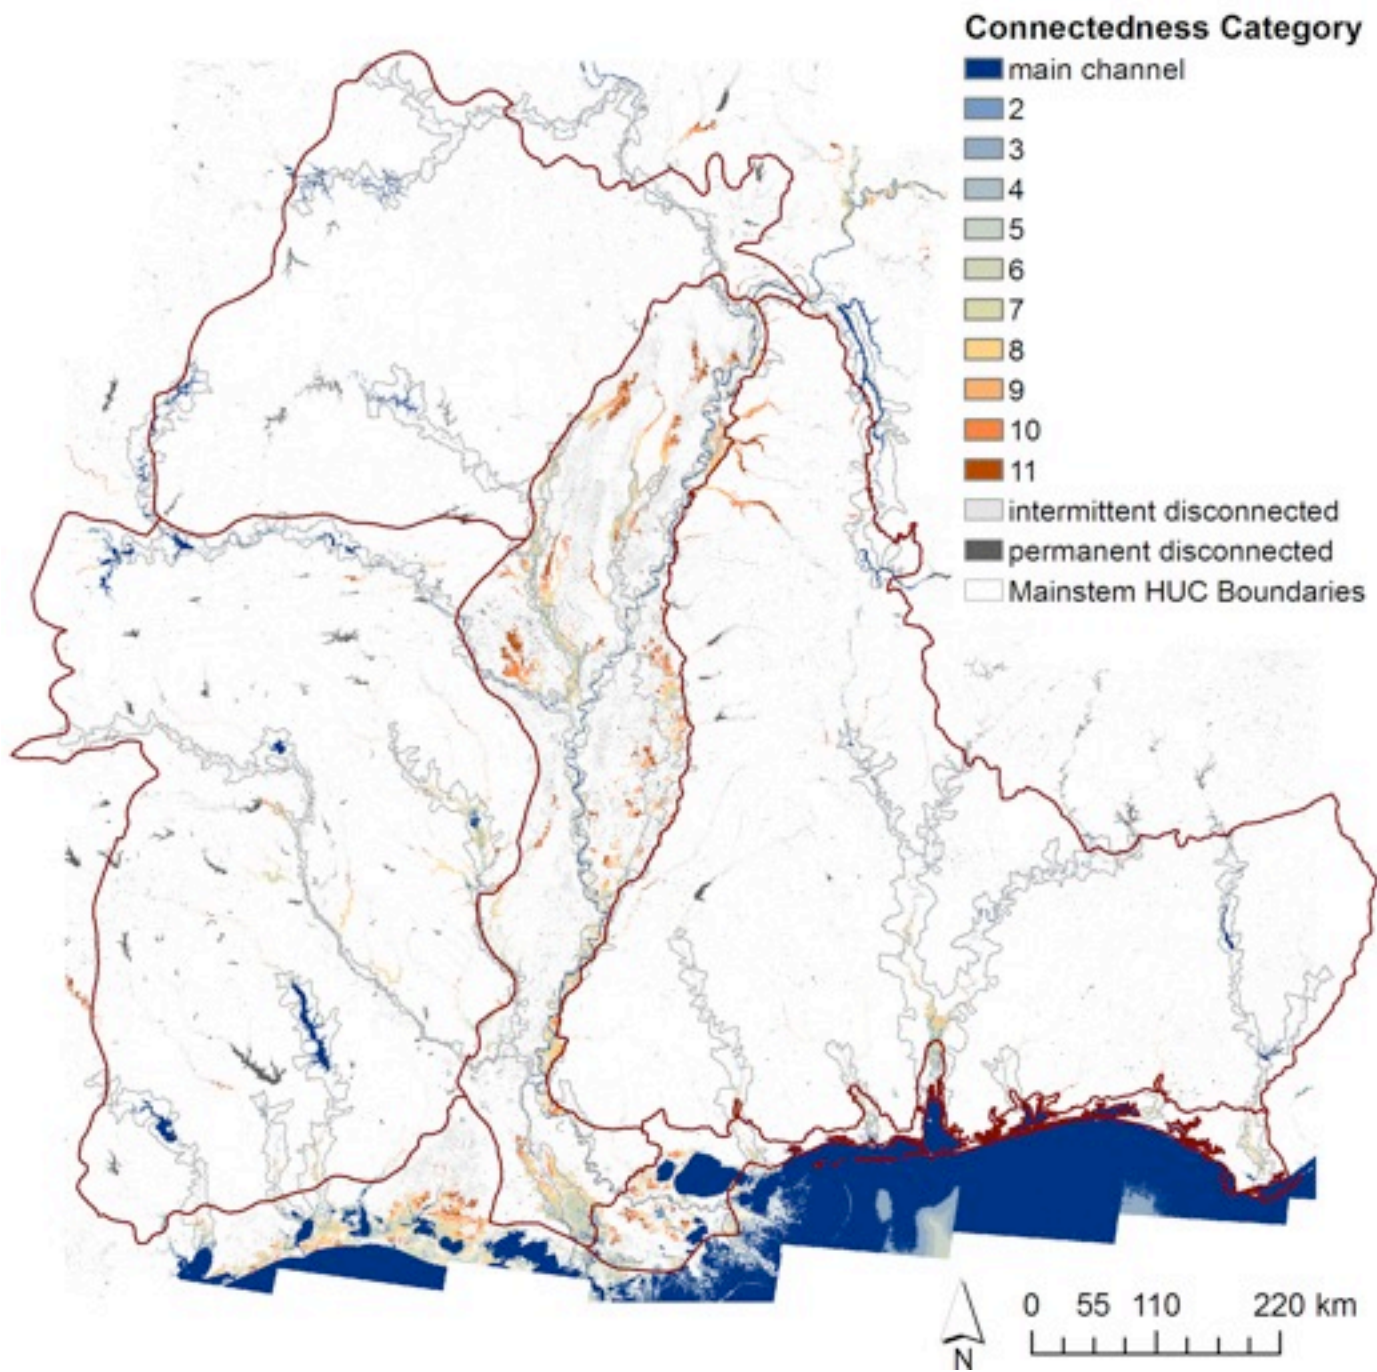 Connectedness Category
main channel
2
3
4
5
6
7
8
9
10
11
intermittent disconnected
permanent disconnected
Mainstem HUC Boundaries
0 55 110 220 km
N